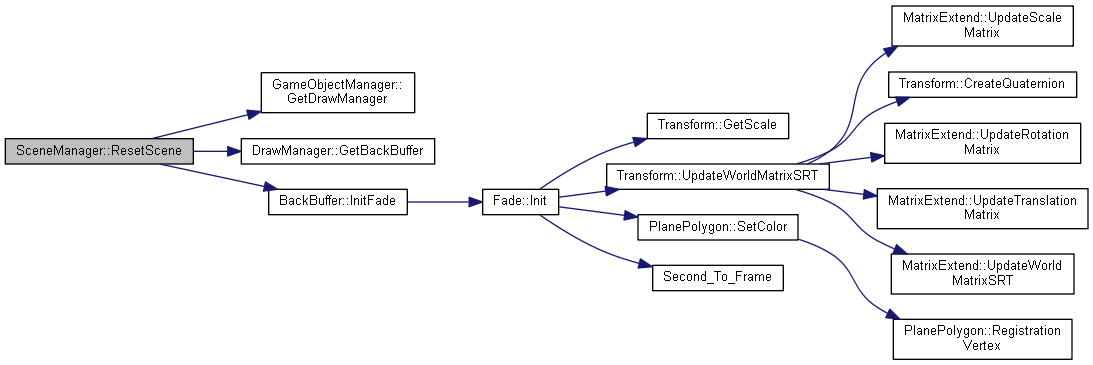 SceneManager::ResetScene
GameObjectManager::
GetDrawManager
DrawManager::GetBackBuffer
BackBuffer::InitFade
Fade::Init
Transform::GetScale
Transform::UpdateWorldMatrixSRT
PlanePolygon::SetColor
Second_To_Frame
MatrixExtend::UpdateScale
Matrix
Transform::CreateQuaternion
MatrixExtend::UpdateRotation
Matrix
MatrixExtend::UpdateTranslation
Matrix
MatrixExtend::UpdateWorld
MatrixSRT
PlanePolygon::Registration
Vertex